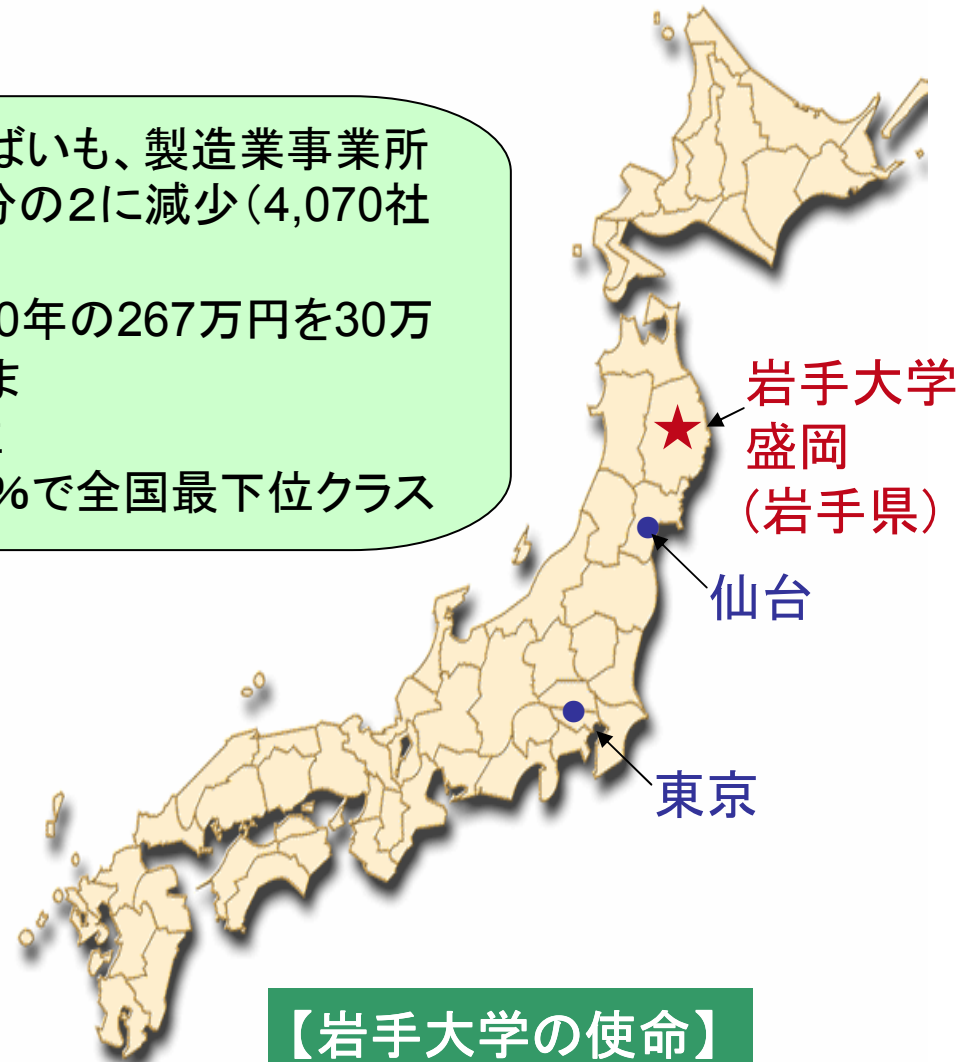 ばいも、製造業事業所
分の２に減少（4,070社
0年の267万円を30万
ま
%で全国最下位クラス
岩手大学
盛岡
（岩手県）
仙台
東京
【岩手大学の使命】